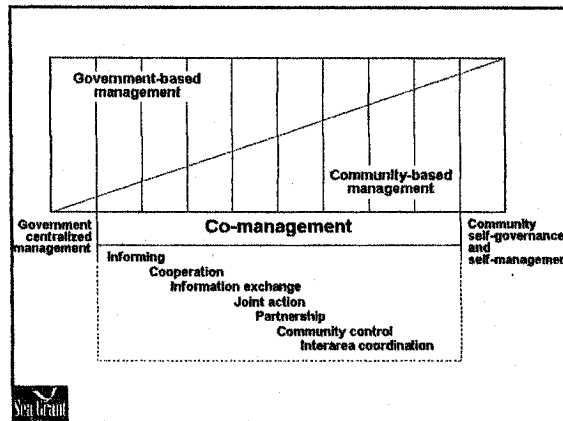 Government-based
management
Community-based
management
Government
centralized
management
Co-management
Community
self-governance
and
self-management
Informing
Cooperation
Information exchange
Joint action
Partnership
Community control
Interarea coordination
Sea Grant